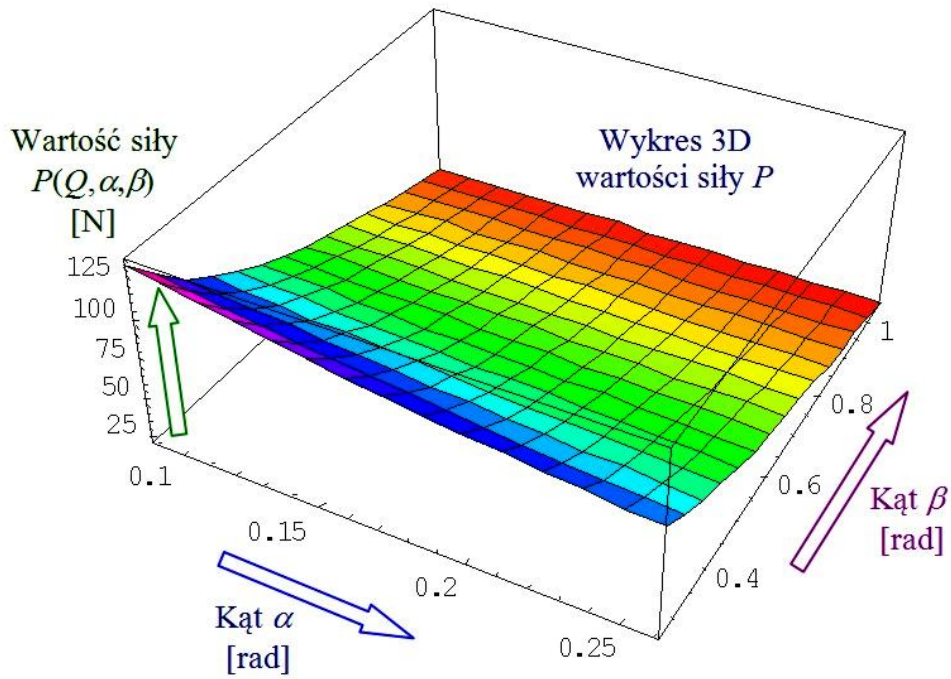 Wartość siły
P(Q,α,β)
[N]
Wykres 3D
wartości siły P
125
100
75
50
25
0.1
0.15
0.2
0.25
0.4
0.6
0.8
1
Kąt α
[rad]
Kąt β
[rad]